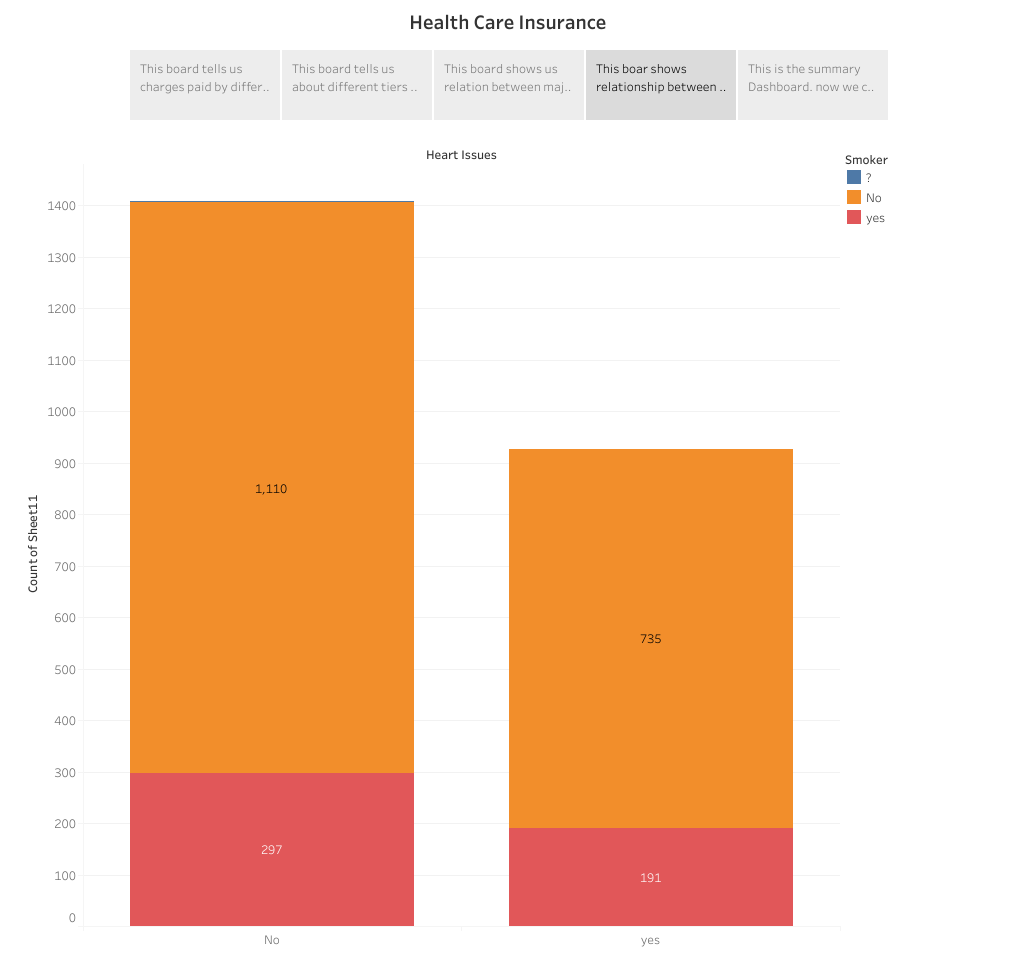 Health Care Insurance
This board tells us
charges paid by differ..
This board tells us
about different tiers ..
This board shows us
relation between maj..
This boar shows
relationship between ..
This is the summary
Dashboard. now we c..
Heart Issues
Smoker
?
No
yes
1400
1300
1200
1100
1000
900
800
700
600
500
400
300
200
100
0
Count of Sheet11
1,110
297
735
191
No
yes